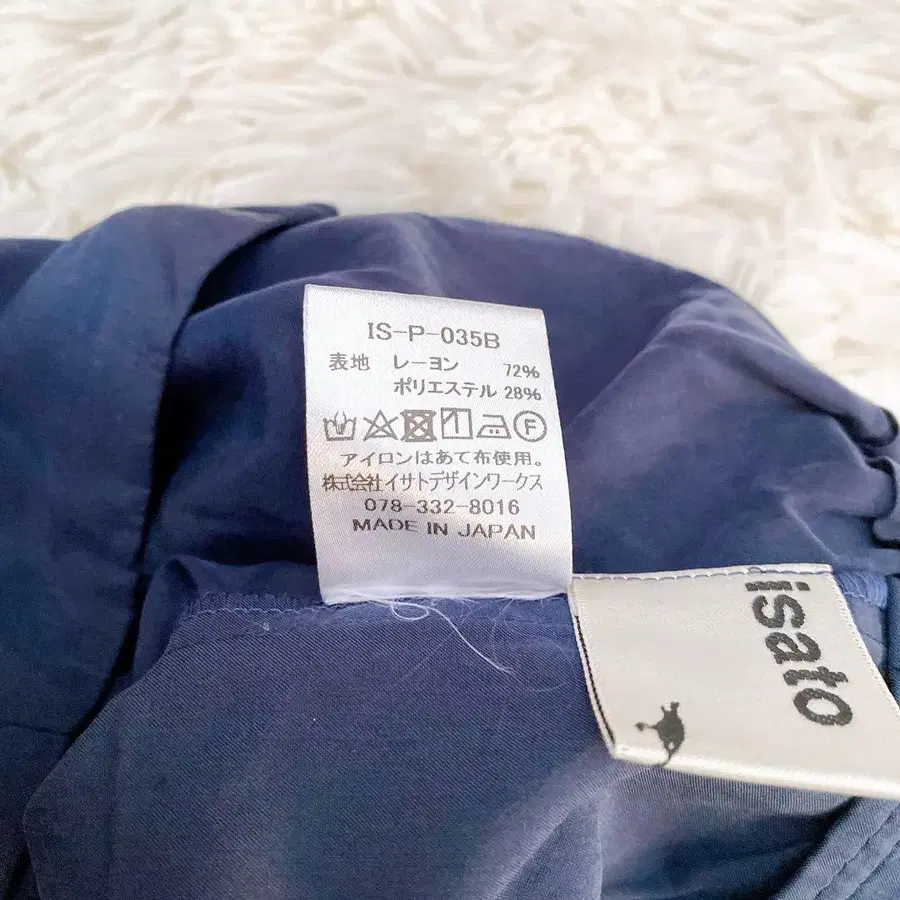 IS-P-035B
表地 レーヨン 72%
ポリエステル 28%
F
アイロンはあて布使用。
株式会社イサトデザインワークス
078-332-8016
MADE IN JAPAN
isato